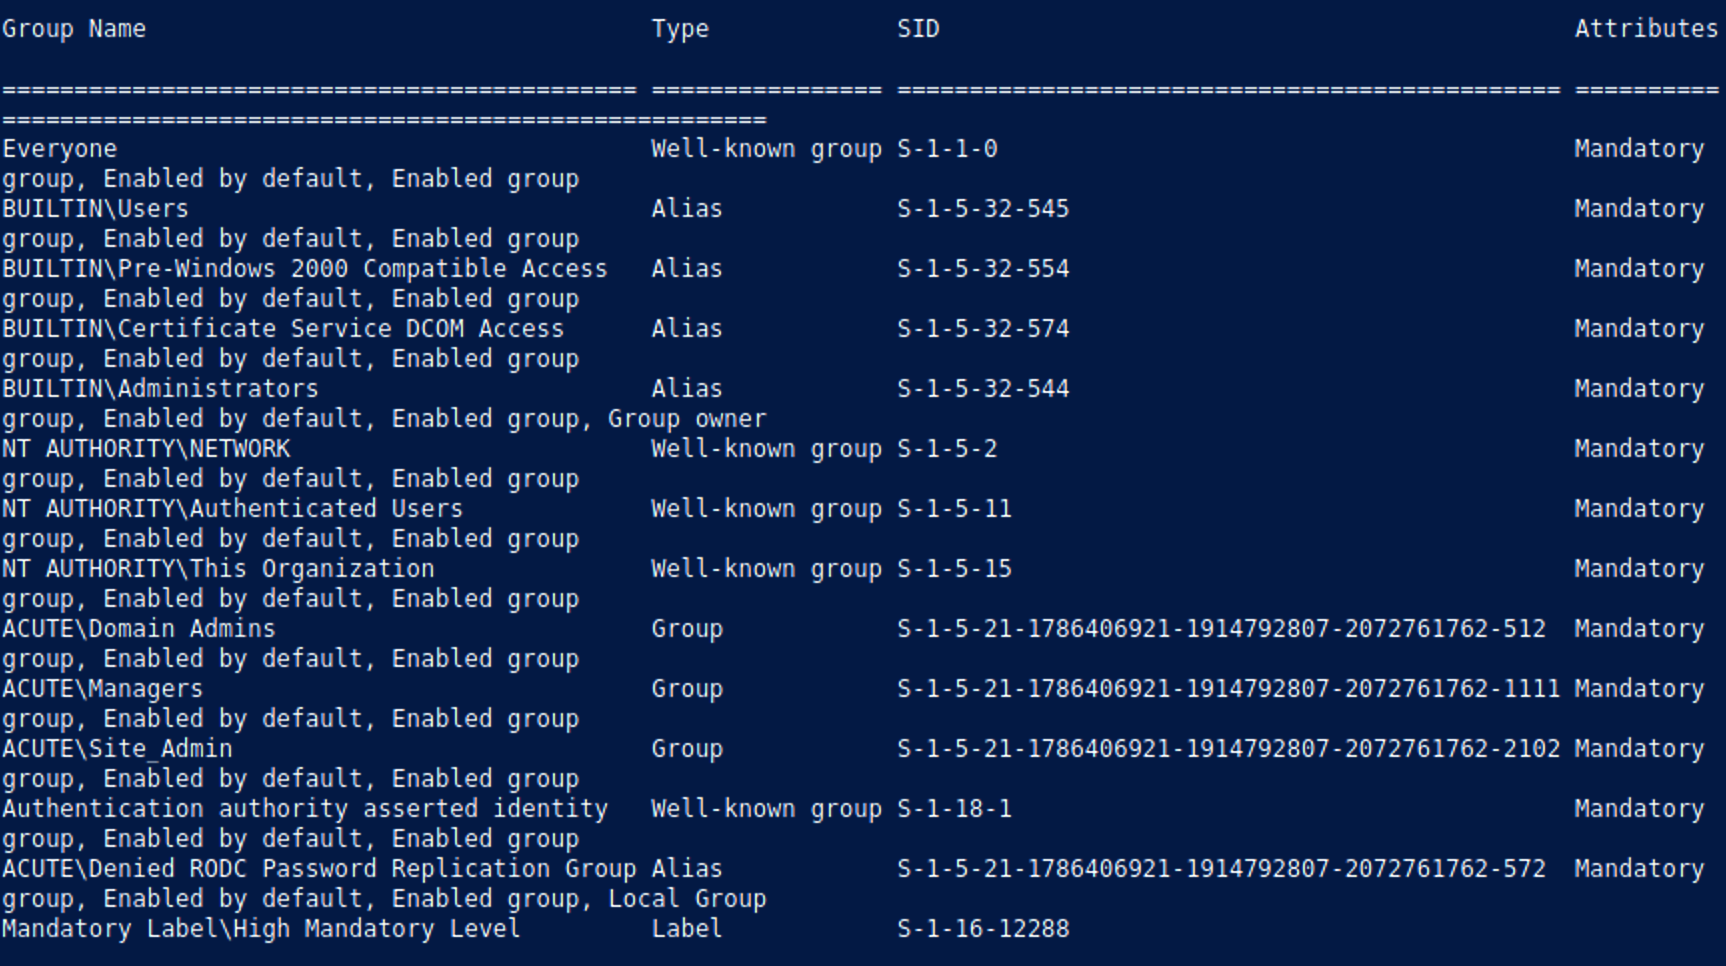 Group Name                                  Type             SID                                            Attributes
============================================ ================ ============================================== ==========
=====================================================
Everyone                                     Well-known group S-1-1-0                                        Mandatory
group, Enabled by default, Enabled group
BUILTIN\Users                                Alias            S-1-5-32-545                                   Mandatory
group, Enabled by default, Enabled group
BUILTIN\Pre-Windows 2000 Compatible Access   Alias            S-1-5-32-554                                   Mandatory
group, Enabled by default, Enabled group
BUILTIN\Certificate Service DCOM Access      Alias            S-1-5-32-574                                   Mandatory
group, Enabled by default, Enabled group
BUILTIN\Administrators                       Alias            S-1-5-32-544                                   Mandatory
group, Enabled by default, Enabled group, Group owner
NT AUTHORITY\NETWORK                         Well-known group S-1-5-2                                        Mandatory
group, Enabled by default, Enabled group
NT AUTHORITY\Authenticated Users             Well-known group S-1-5-11                                       Mandatory
group, Enabled by default, Enabled group
NT AUTHORITY\This Organization               Well-known group S-1-5-15                                       Mandatory
group, Enabled by default, Enabled group
ACUTE\Domain Admins                          Group            S-1-5-21-1786406921-1914792807-2072761762-512  Mandatory
group, Enabled by default, Enabled group
ACUTE\Managers                               Group            S-1-5-21-1786406921-1914792807-2072761762-1111 Mandatory
group, Enabled by default, Enabled group
ACUTE\Site_Admin                             Group            S-1-5-21-1786406921-1914792807-2072761762-2102 Mandatory
group, Enabled by default, Enabled group
Authentication authority asserted identity   Well-known group S-1-18-1                                       Mandatory
group, Enabled by default, Enabled group
ACUTE\Denied RODC Password Replication Group Alias            S-1-5-21-1786406921-1914792807-2072761762-572  Mandatory
group, Enabled by default, Enabled group, Local Group
Mandatory Label\High Mandatory Level         Label            S-1-16-12288